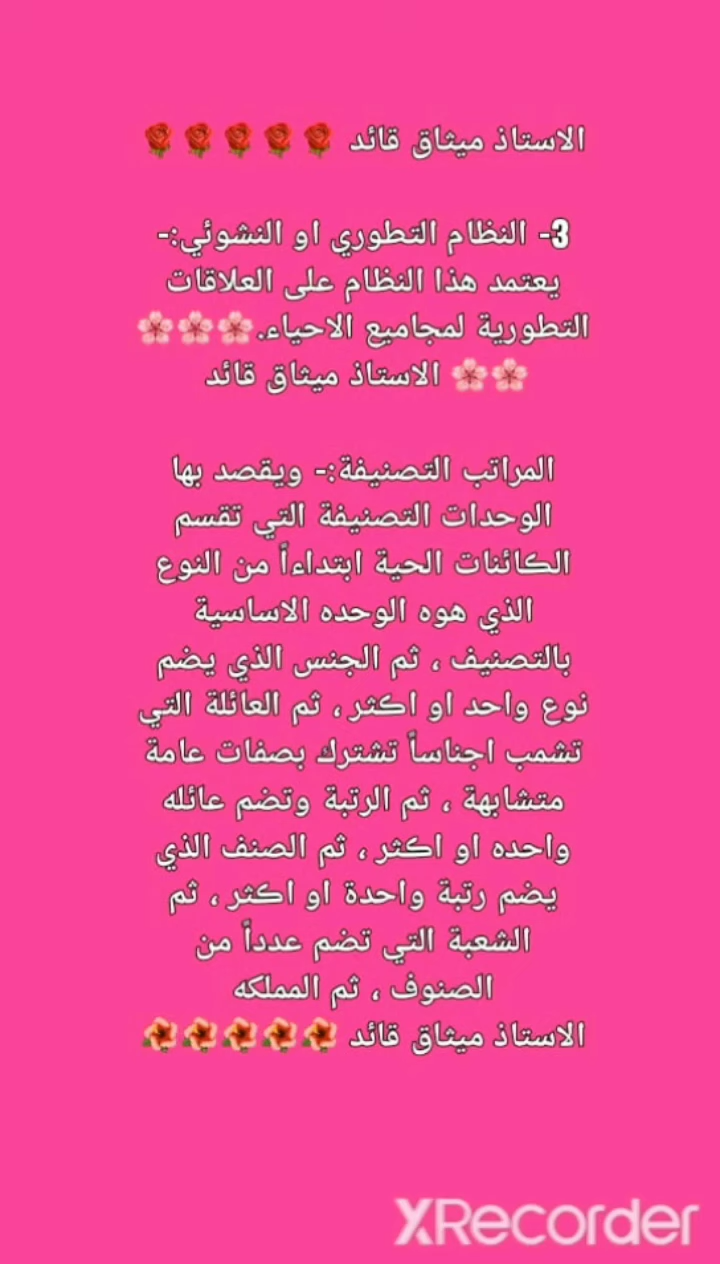 الاستاذ ميثاق قائد 🌹🌹🌹🌹🌹
3- النظام التطوري او النشوئي:-
يعتمد هذا النظام على العلاقات
التطورية لمجاميع الاحياء.🌸🌸🌸
🌸🌸 الاستاذ ميثاق قائد
المراتب التصنيفة:- ويقصد بها
الوحدات التصنيفة التي تقسم
الكائنات الحية ابتداءاً من النوع
الذي هوه الوحده الاساسية
بالتصنيف ، ثم الجنس الذي يضم
نوع واحد او اكثر ، ثم العائلة التي
تشمب اجناساً تشترك بصفات عامة
متشابهة ، ثم الرتبة وتضم عائله
واحده او اكثر ، ثم الصنف الذي
يضم رتبة واحدة او اكثر ، ثم
الشعبة التي تضم عدداً من
الصنوف ، ثم المملكه
الاستاذ ميثاق قائد 🌺🌺🌺🌺🌺
XRecorder